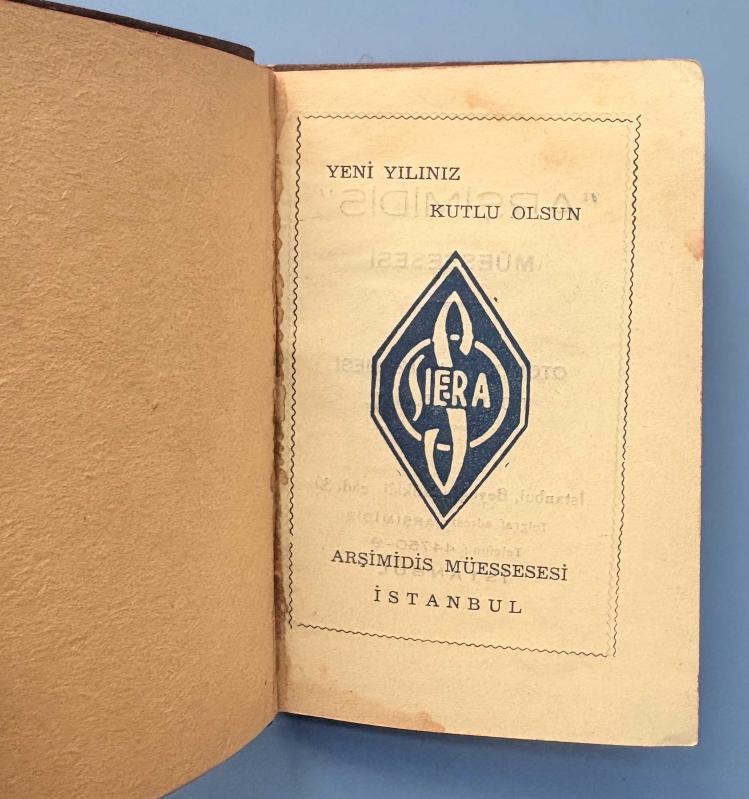 YENİ YILINIZ
KUTLU OLSUN
SIERA
ARŞİMİDİS MÜESSESESİ
İSTANBUL